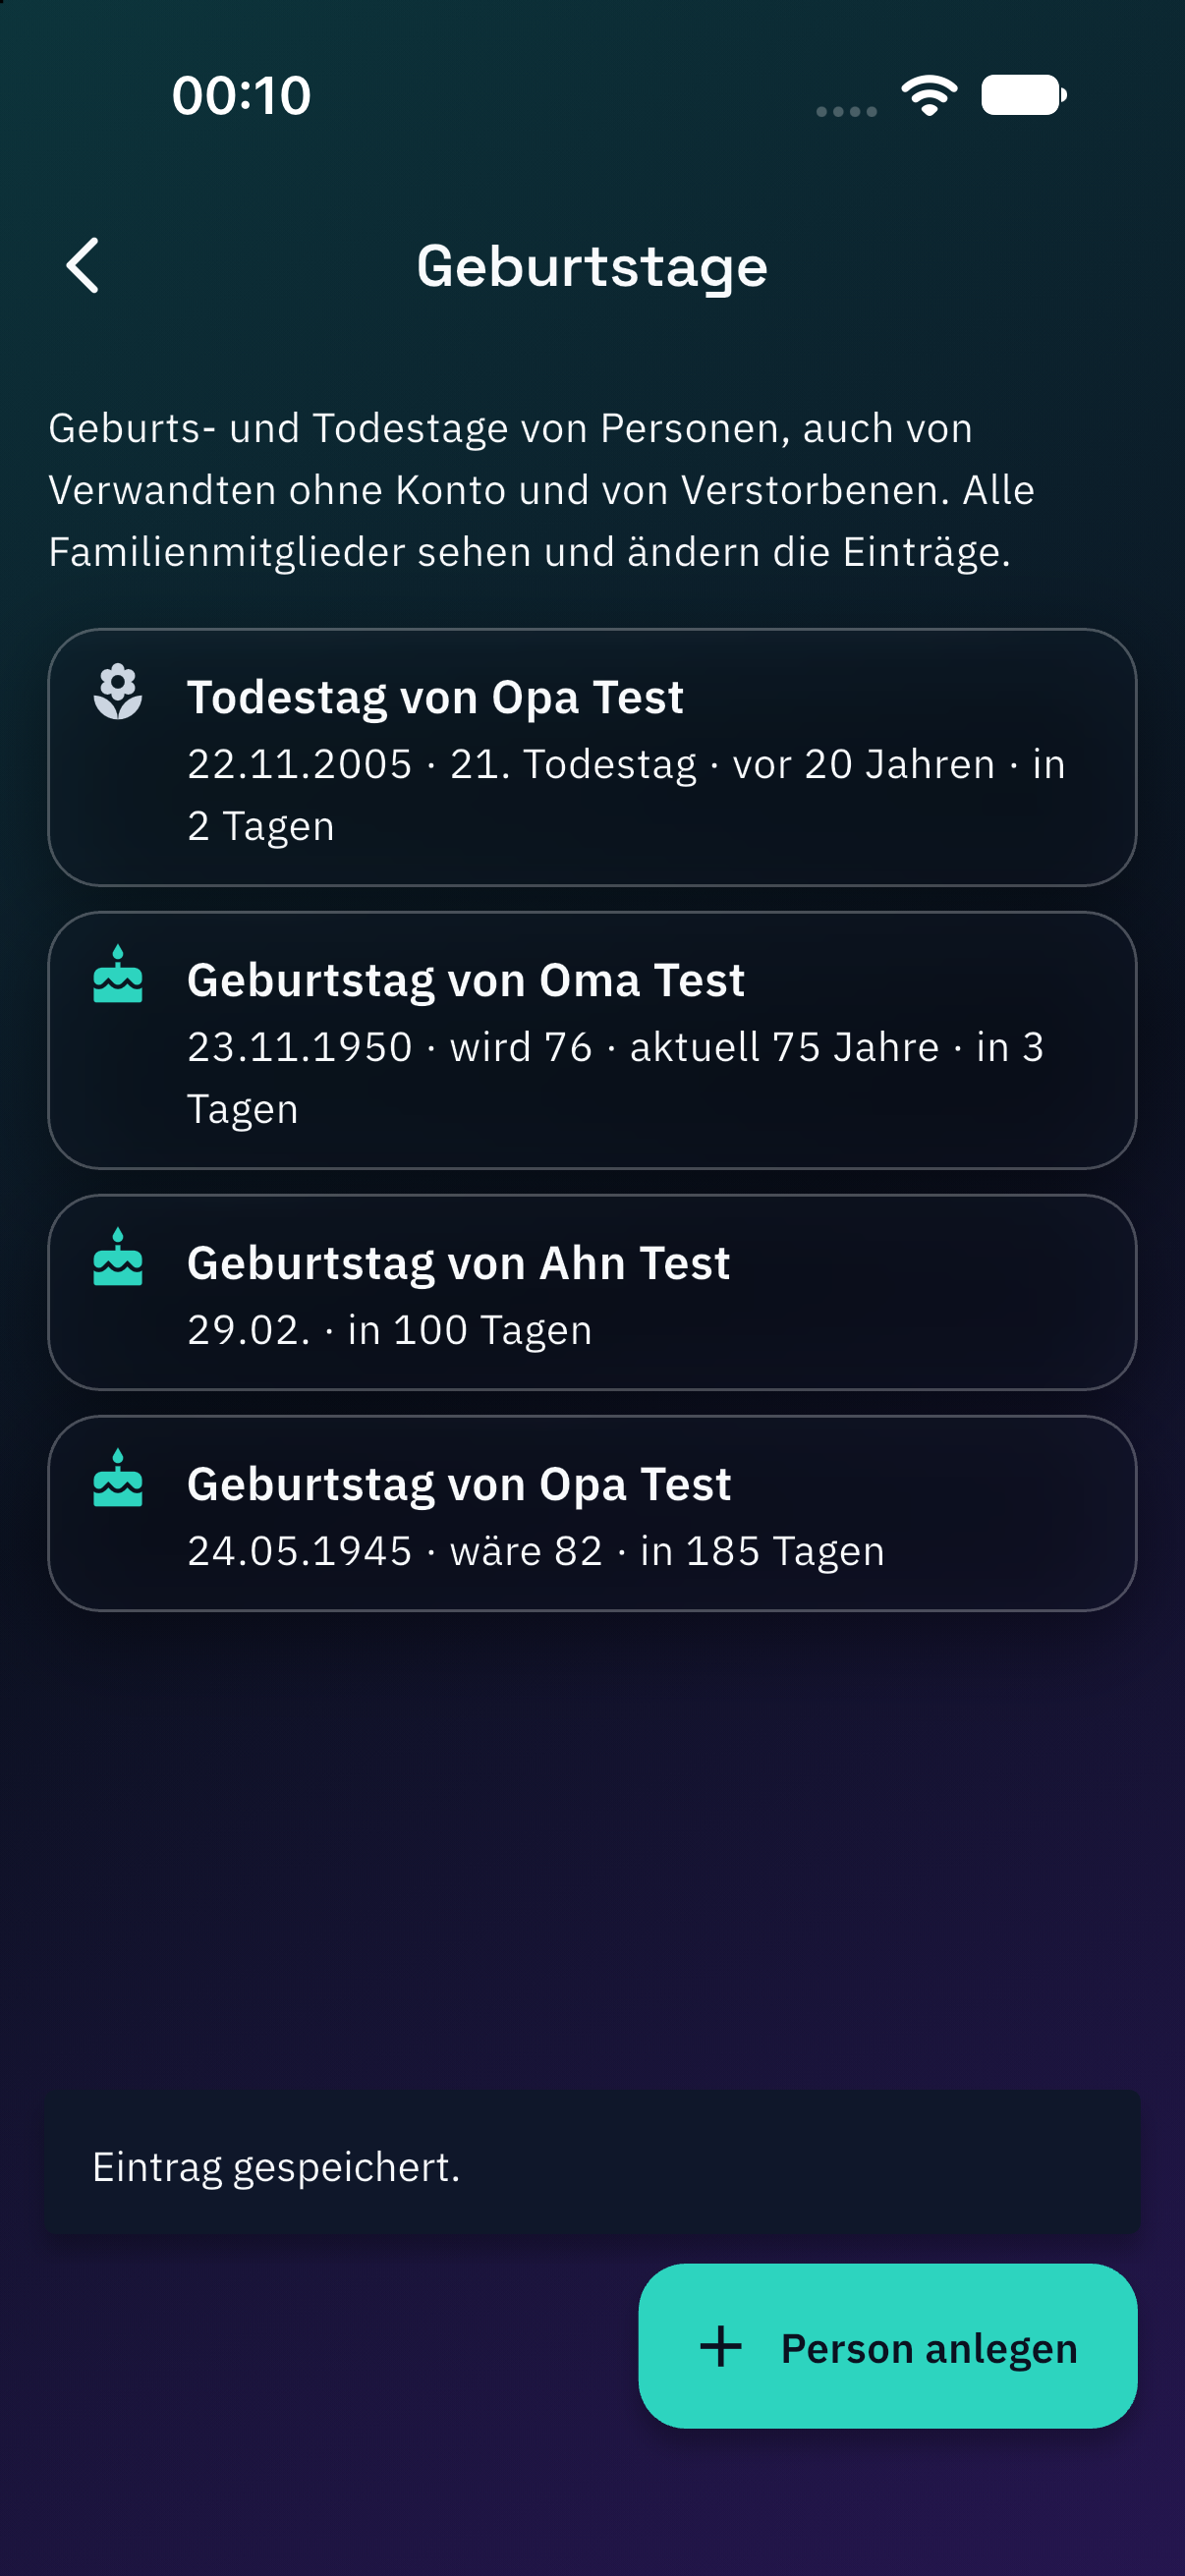 00:10
Geburtstage
Geburts- und Todestage von Personen, auch von
Verwandten ohne Konto und von Verstorbenen. Alle
Familienmitglieder sehen und ändern die Einträge.
Todestag von Opa Test
22.11.2005 · 21. Todestag · vor 20 Jahren · in
2 Tagen
Geburtstag von Oma Test
23.11.1950 · wird 76 · aktuell 75 Jahre · in 3
Tagen
Geburtstag von Ahn Test
29.02. · in 100 Tagen
Geburtstag von Opa Test
24.05.1945 · wäre 82 · in 185 Tagen
Eintrag gespeichert.
+ Person anlegen